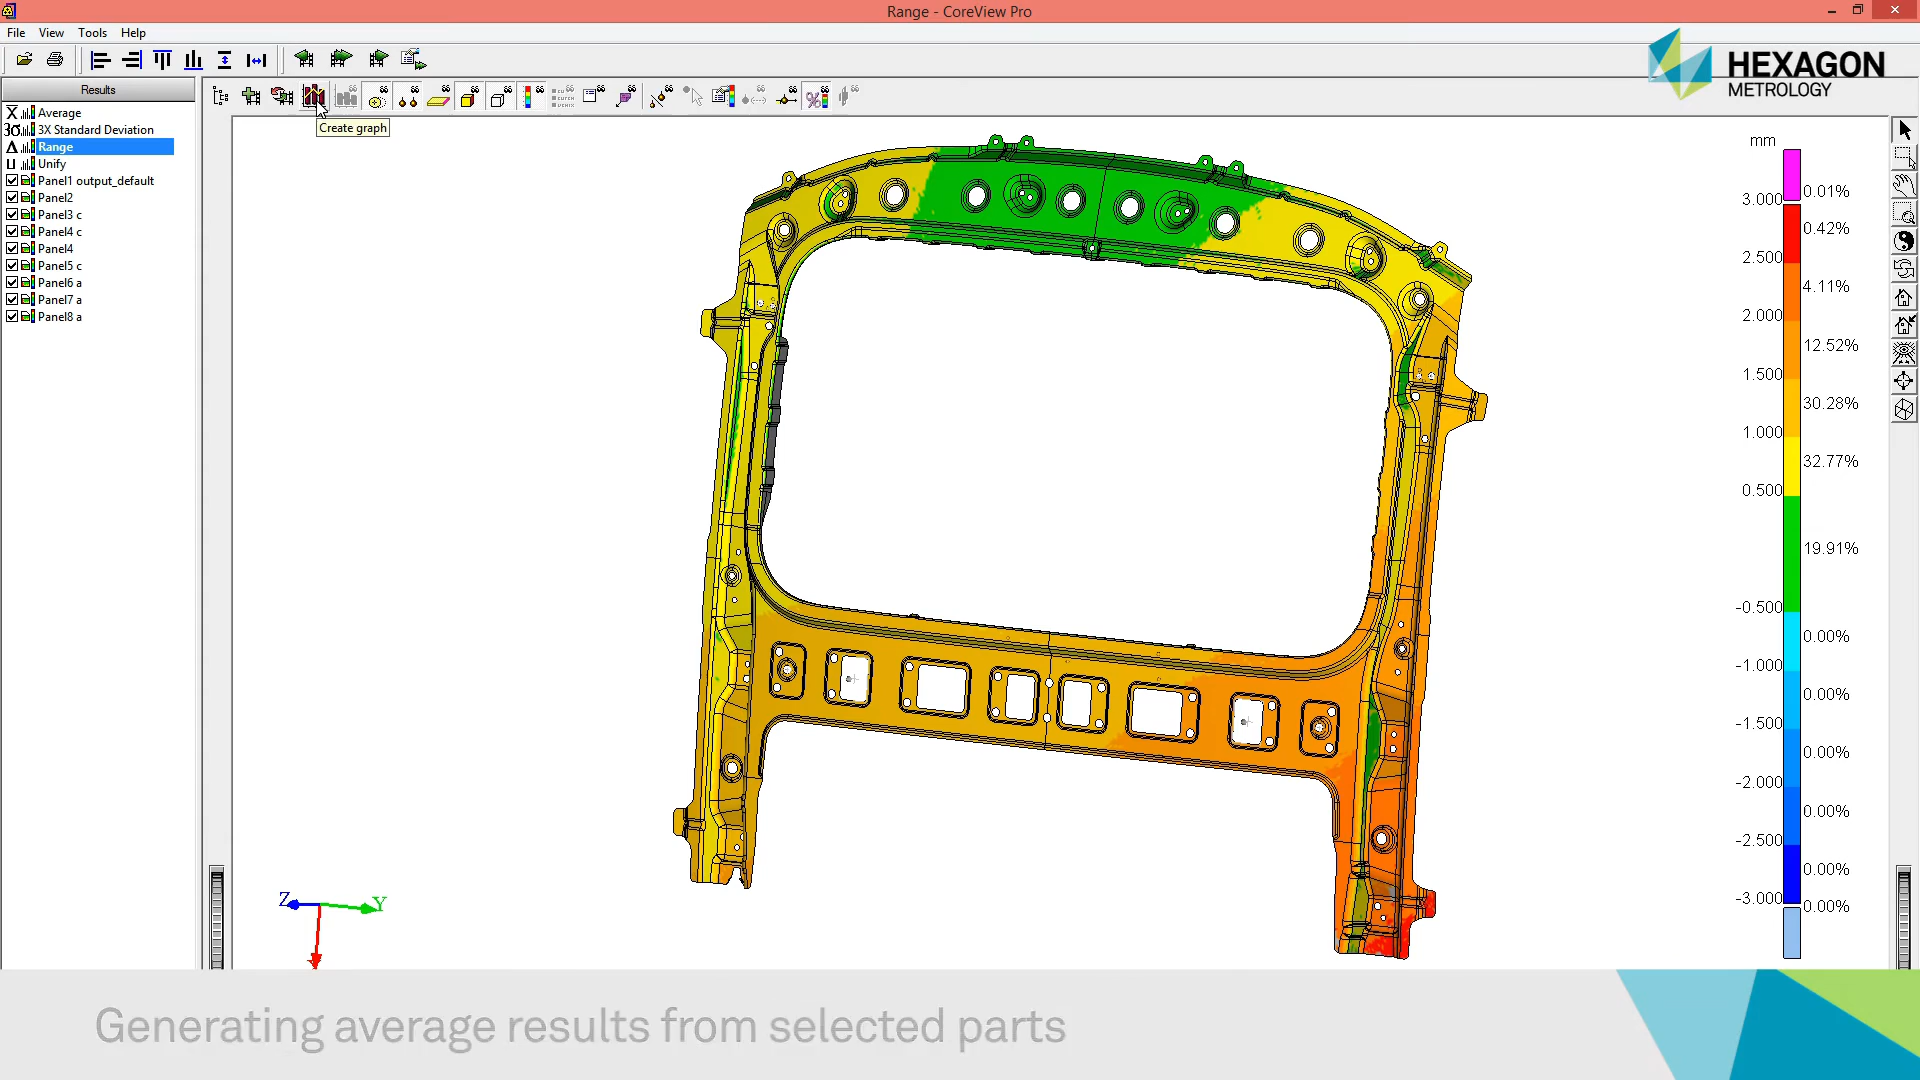 Range - CoreView Pro
File View Tools Help
HEXAGON
METROLOGY
Results
Create graph
X Average
3σ 3X Standard Deviation
Δ Range
U Unify
Panel1 output_default
Panel2
Panel3 c
Panel4 c
Panel4
Panel5 c
Panel6 a
Panel7 a
Panel8 a
mm
0.01%
3.000
0.42%
2.500
4.11%
2.000
12.52%
1.500
30.28%
1.000
32.77%
0.500
19.91%
-0.500
0.00%
-1.000
0.00%
-1.500
0.00%
-2.000
0.00%
-2.500
0.00%
-3.000
0.00%
Z
Y
Generating average results from selected parts